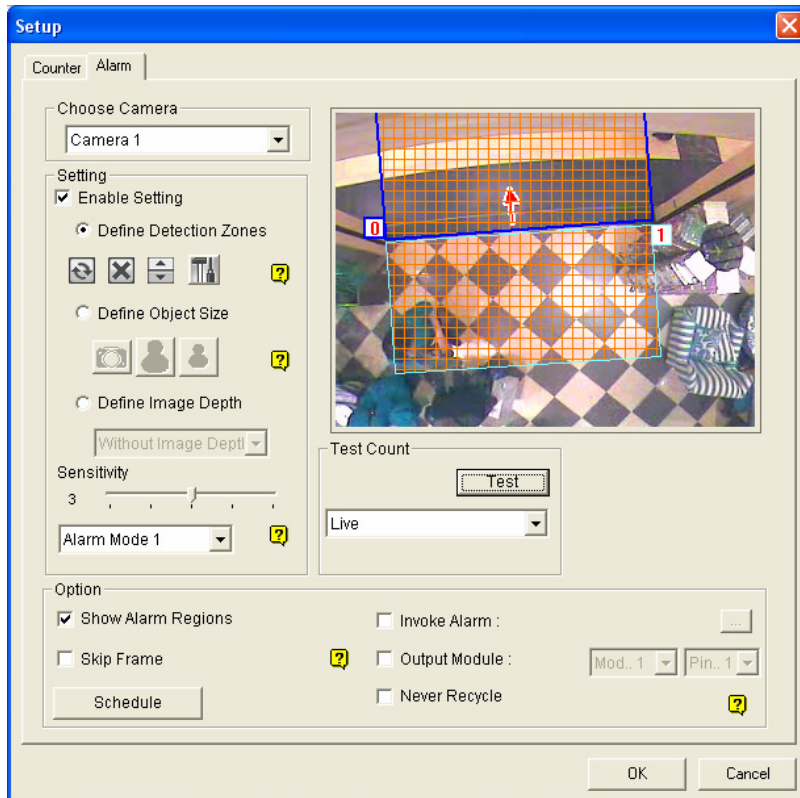 Setup
Counter
Alarm
Choose Camera
Camera 1
Setting
Enable Setting
Define Detection Zones
?
Define Object Size
?
Define Image Depth
Without Image Dept
Sensitivity
3
Alarm Mode 1
?
0
1
Test Count
Test
Live
Option
Show Alarm Regions
Skip Frame
?
Schedule
Invoke Alarm :
...
Output Module :
Mod.. 1
Pin.. 1
Never Recycle
?
OK
Cancel